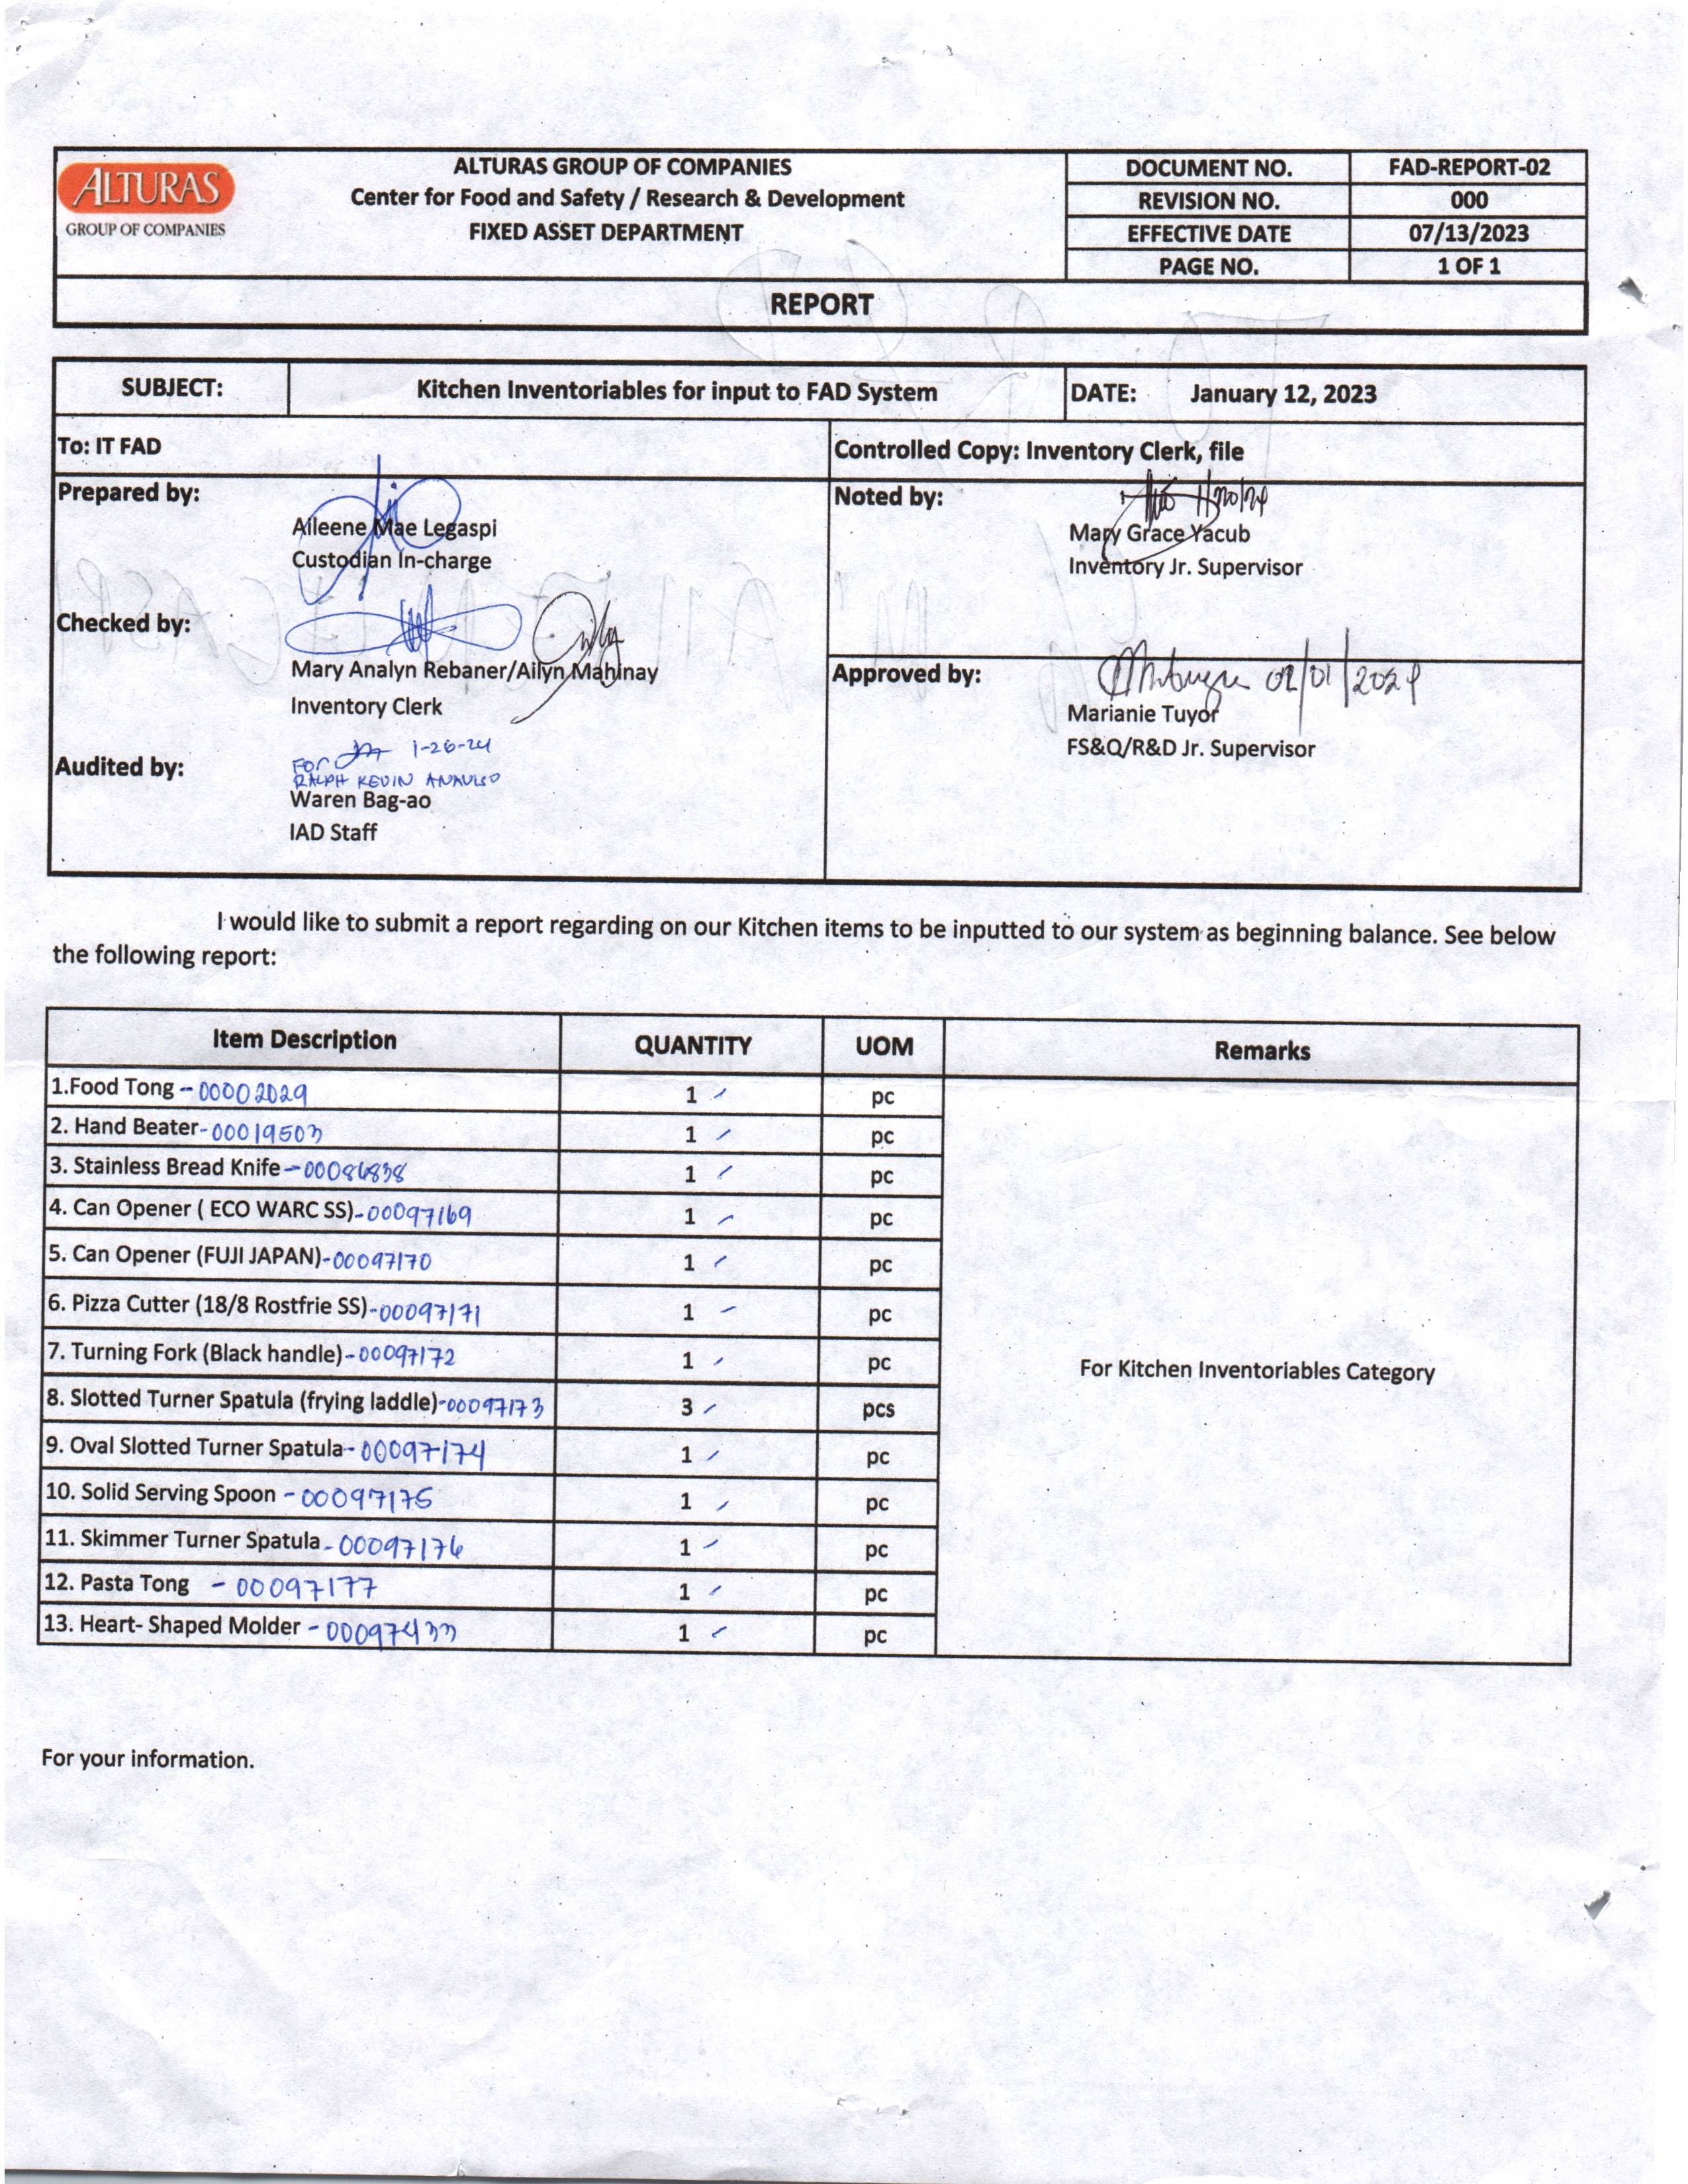 ALTURAS
GROUP OF COMPANIES
ALTURAS GROUP OF COMPANIES
Center for Food and Safety / Research & Development
FIXED ASSET DEPARTMENT
DOCUMENT NO. FAD-REPORT-02
REVISION NO. 000
EFFECTIVE DATE 07/13/2023
PAGE NO. 1 OF 1
REPORT
SUBJECT: Kitchen Inventoriables for input to FAD System DATE: January 12, 2023
To: IT FAD
Controlled Copy: Inventory Clerk, file
Prepared by:
Aileene Mae Legaspi
Custodian In-charge
Noted by:
Mary Grace Yacub
Inventory Jr. Supervisor
Checked by:
Mary Analyn Rebaner/Ailyn Mahinay
Inventory Clerk
Approved by:
02/01/2024
Marianie Tuyor
FS&Q/R&D Jr. Supervisor
Audited by:
For 1-26-24
RALPH KEVIN
Waren Bag-ao
IAD Staff
I would like to submit a report regarding on our Kitchen items to be inputted to our system as beginning balance. See below
the following report:
Item Description QUANTITY UOM Remarks
1.Food Tong - 00002029 1 pc
2. Hand Beater- 00019503 1 pc
3. Stainless Bread Knife - 00086838 1 pc
4. Can Opener ( ECO WARC SS)-00097169 1 pc
5. Can Opener (FUJI JAPAN)-00097170 1 pc
6. Pizza Cutter (18/8 Rostfrie SS)-00097171 1 pc
7. Turning Fork (Black handle)-00097172 1 pc
8. Slotted Turner Spatula (frying laddle)-00097173 3 pcs
9. Oval Slotted Turner Spatula- 00097174 1 pc
10. Solid Serving Spoon - 00097175 1 pc
11. Skimmer Turner Spatula - 00097176 1 pc
12. Pasta Tong - 00097177 1 pc
13. Heart- Shaped Molder - 00097433 1 pc
For Kitchen Inventoriables Category
For your information.